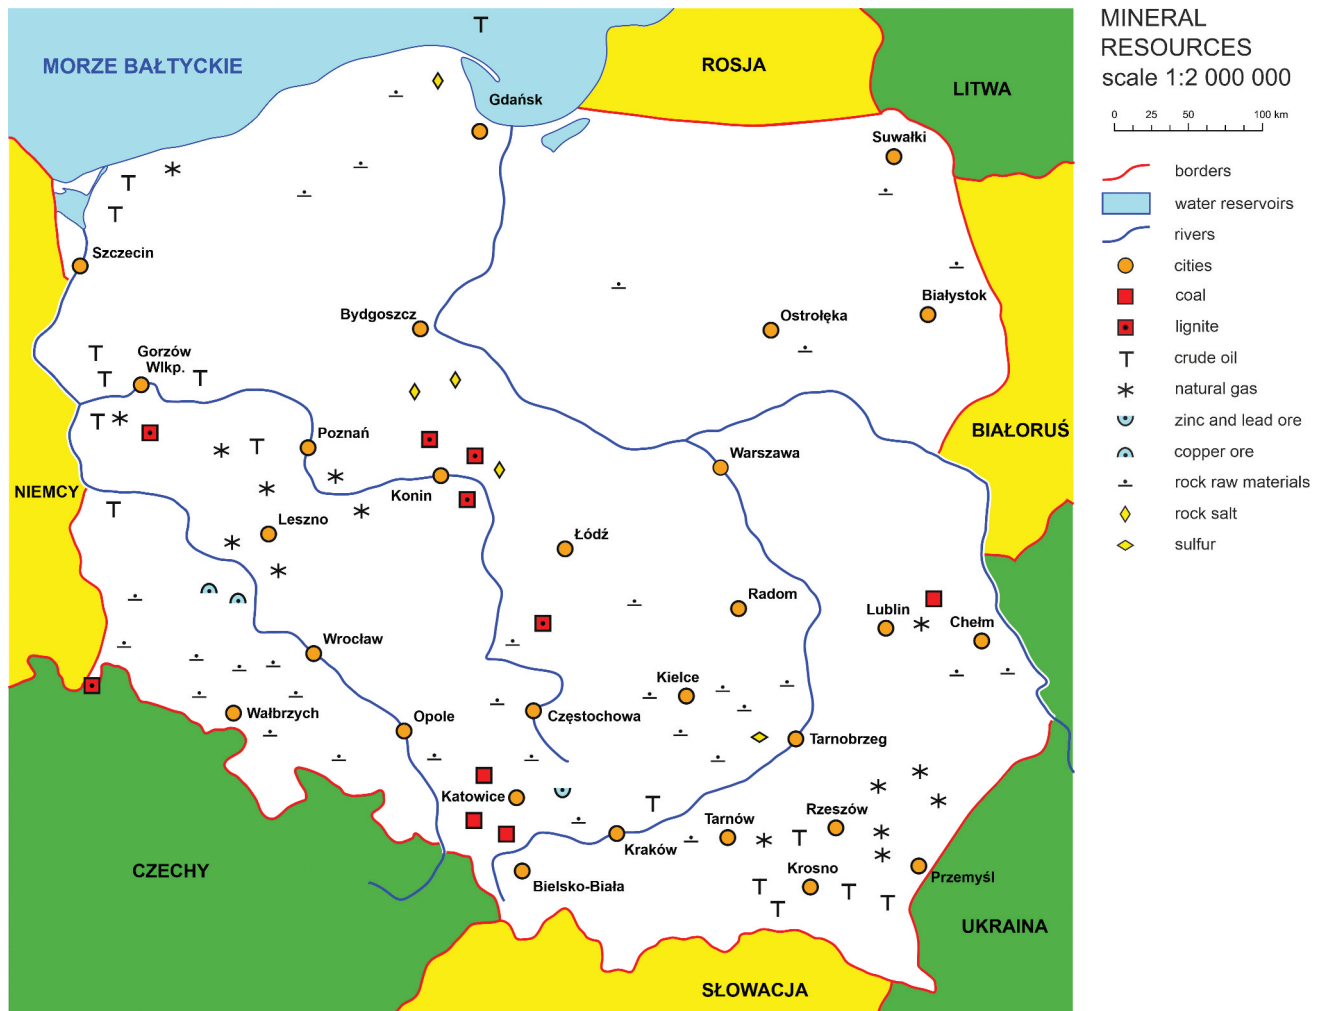 MORZE BAŁTYCKIE
ROSJA
LITWA
Gdańsk
Suwałki
Szczecin
Bydgoszcz
Ostrołęka
Białystok
Gorzów
Wlkp.
Poznań
Warszawa
BIAŁORUŚ
NIEMCY
Konin
Leszno
Łódź
Radom
Lublin
Chełm
Wrocław
Kielce
Wałbrzych
Opole
Częstochowa
Tarnobrzeg
Katowice
Kraków
Tarnów
Rzeszów
Krosno
Przemyśl
Bielsko-Biała
CZECHY
UKRAINA
SŁOWACJA
MINERAL
RESOURCES
scale 1:2 000 000
0 25 50 100 km
borders
water reservoirs
rivers
cities
coal
lignite
crude oil
natural gas
zinc and lead ore
copper ore
rock raw materials
rock salt
sulfur